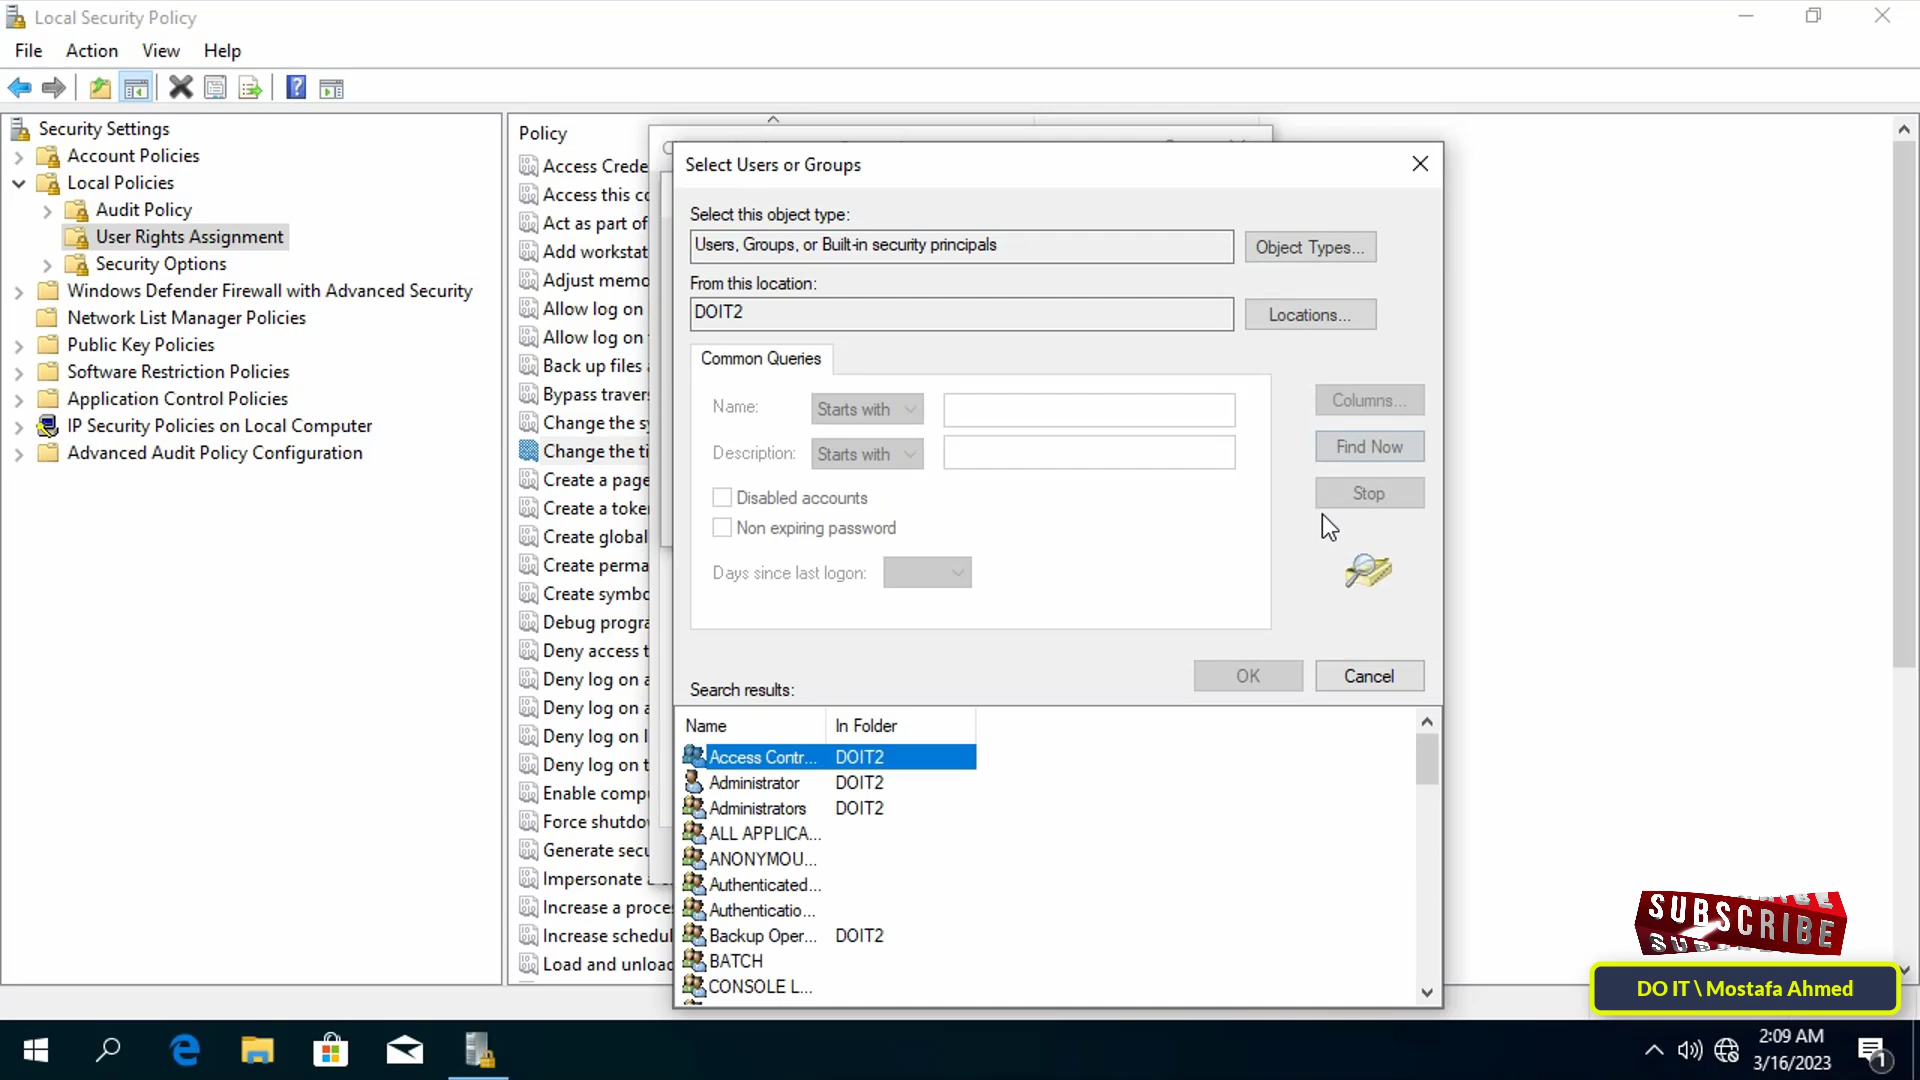 Local Security Policy
File Action View Help
Security Settings
Account Policies
Local Policies
Audit Policy
User Rights Assignment
Security Options
Windows Defender Firewall with Advanced Security
Network List Manager Policies
Public Key Policies
Software Restriction Policies
Application Control Policies
IP Security Policies on Local Computer
Advanced Audit Policy Configuration
Policy
Access Crede
Access this co
Act as part of
Add workstat
Adjust memo
Allow log on
Allow log on
Back up files
Bypass travers
Change the sy
Change the ti
Create a page
Create a toke
Create global
Create perma
Create symbo
Debug progra
Deny access t
Deny log on a
Deny log on a
Deny log on l
Deny log on t
Enable compu
Force shutdo
Generate secu
Impersonate
Increase a proce
Increase schedul
Load and unloa
Select Users or Groups
Select this object type:
Users, Groups, or Built-in security principals
Object Types...
From this location:
DOIT2
Locations...
Common Queries
Name: Starts with
Description: Starts with
Disabled accounts
Non expiring password
Days since last logon:
Columns...
Find Now
Stop
OK Cancel
Search results:
Name In Folder
Access Contr... DOIT2
Administrator DOIT2
Administrators DOIT2
ALL APPLICA...
ANONYMOU...
Authenticated...
Authenticatio...
Backup Oper... DOIT2
BATCH
CONSOLE L...
SUBSCRIBE
DO IT \ Mostafa Ahmed
2:09 AM
3/16/2023
1